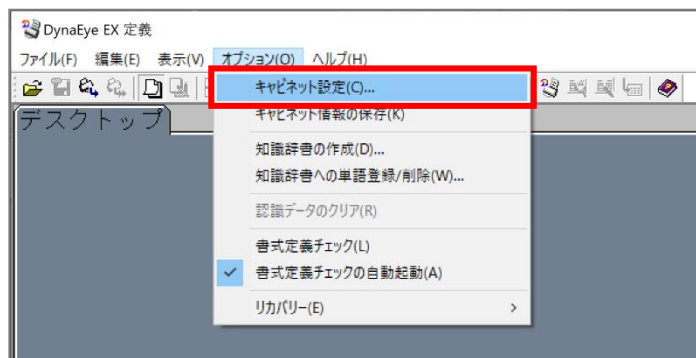 DynaEye EX 定義
ファイル(F) 編集(E) 表示(V) オプション(O) ヘルプ(H)
キャビネット設定(C)...
デスクトップ
キャビネット情報の保存(K)
知識辞書の作成(D)...
知識辞書への単語登録/削除(W)...
認識データのクリア(R)
書式定義チェック(L)
書式定義チェックの自動起動(A)
リカバリー(E)